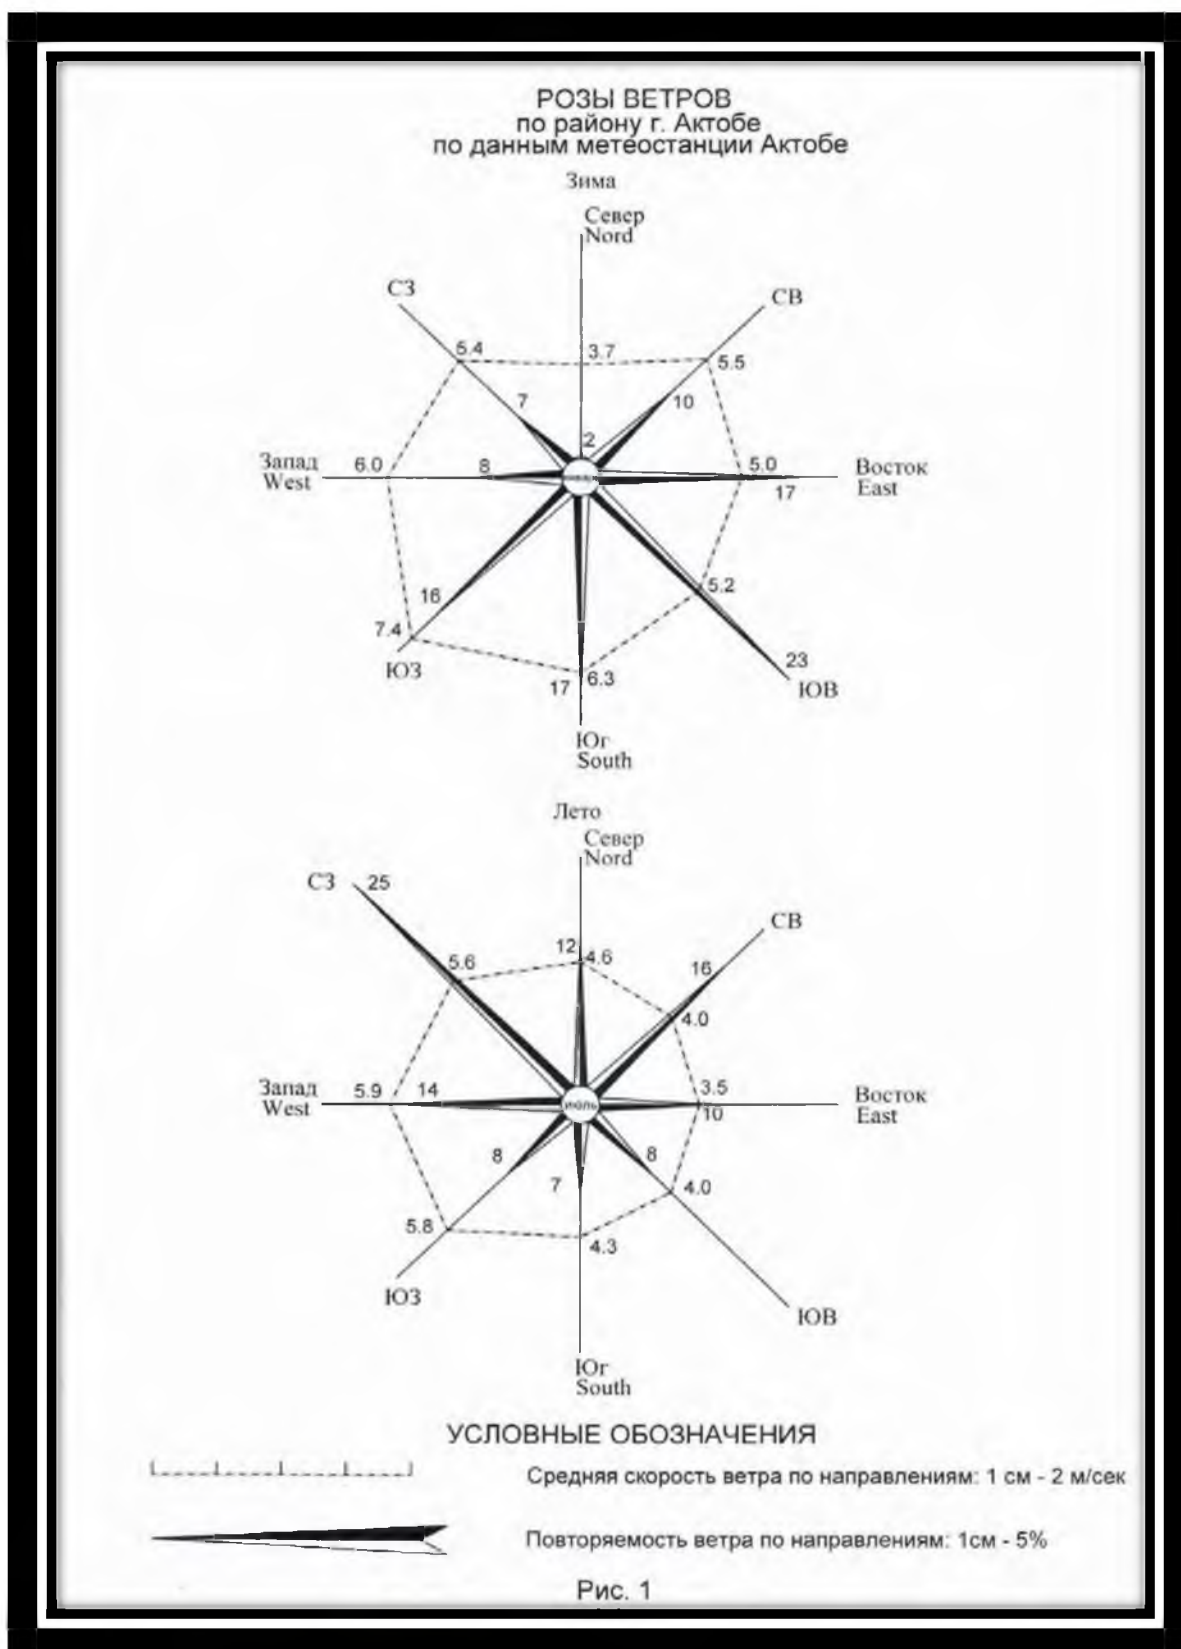 РОЗЫ ВЕТРОВ
по району г. Актобе
по данным метеостанции Актобе
Зима
Север
Nord
СЗ
СВ
5.4
3.7
5.5
7
10
2
Запад
West
6.0
8
5.0
17
Восток
East
16
5.2
7.4
ЮЗ
17
6.3
23
ЮВ
Юг
South
Лето
Север
Nord
СЗ
25
СВ
12
4.6
5.6
16
4.0
Запад
West
5.9
14
июль
3.5
10
Восток
East
8
8
7
4.0
5.8
4.3
ЮЗ
ЮВ
Юг
South
УСЛОВНЫЕ ОБОЗНАЧЕНИЯ
Средняя скорость ветра по направлениям: 1 см - 2 м/сек
Повторяемость ветра по направлениям: 1см - 5%
Рис. 1